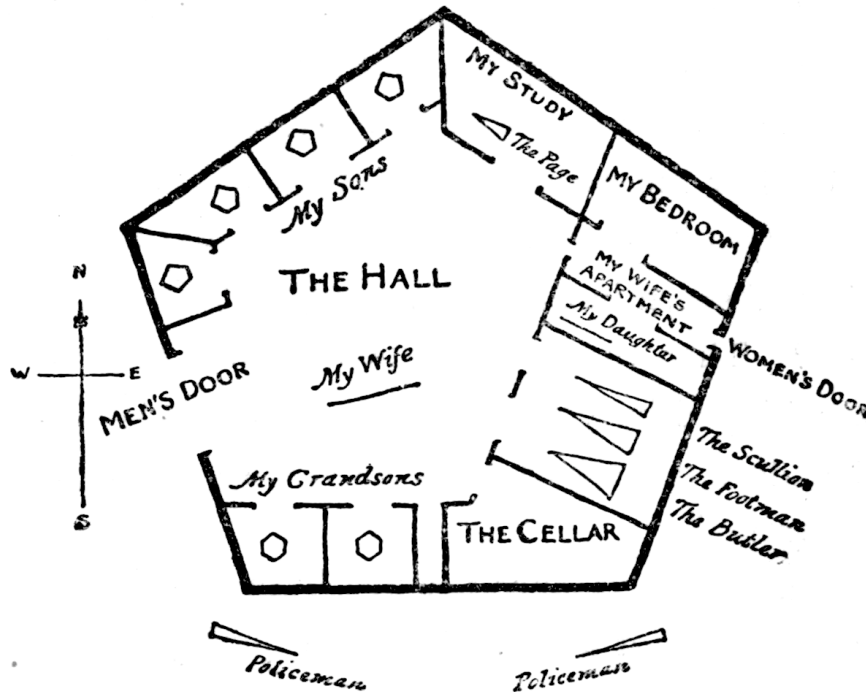 MY STUDY
The Page
MY BEDROOM
My Sons
THE HALL
MY WIFE'S
APARTMENT
My Daughter
WOMEN'S DOOR
N
W
E
S
MEN'S DOOR
My Wife
The Scullion
The Footman
The Butler
My Grandsons
THE CELLAR
Policeman
Policeman